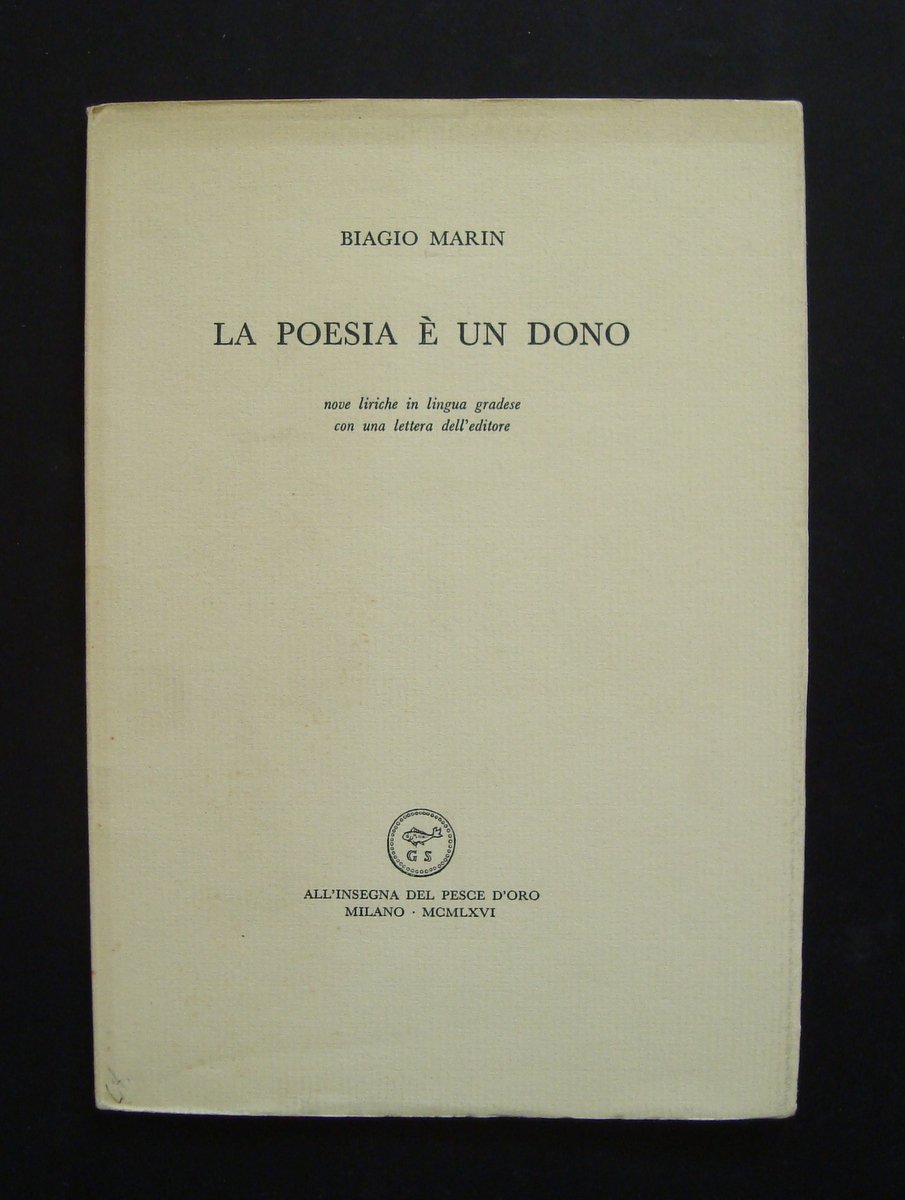 BIAGIO MARIN
LA POESIA È UN DONO
nove liriche in lingua gradese
con una lettera dell'editore
G S
ALL'INSEGNA DEL PESCE D'ORO
MILANO · MCMLXVI